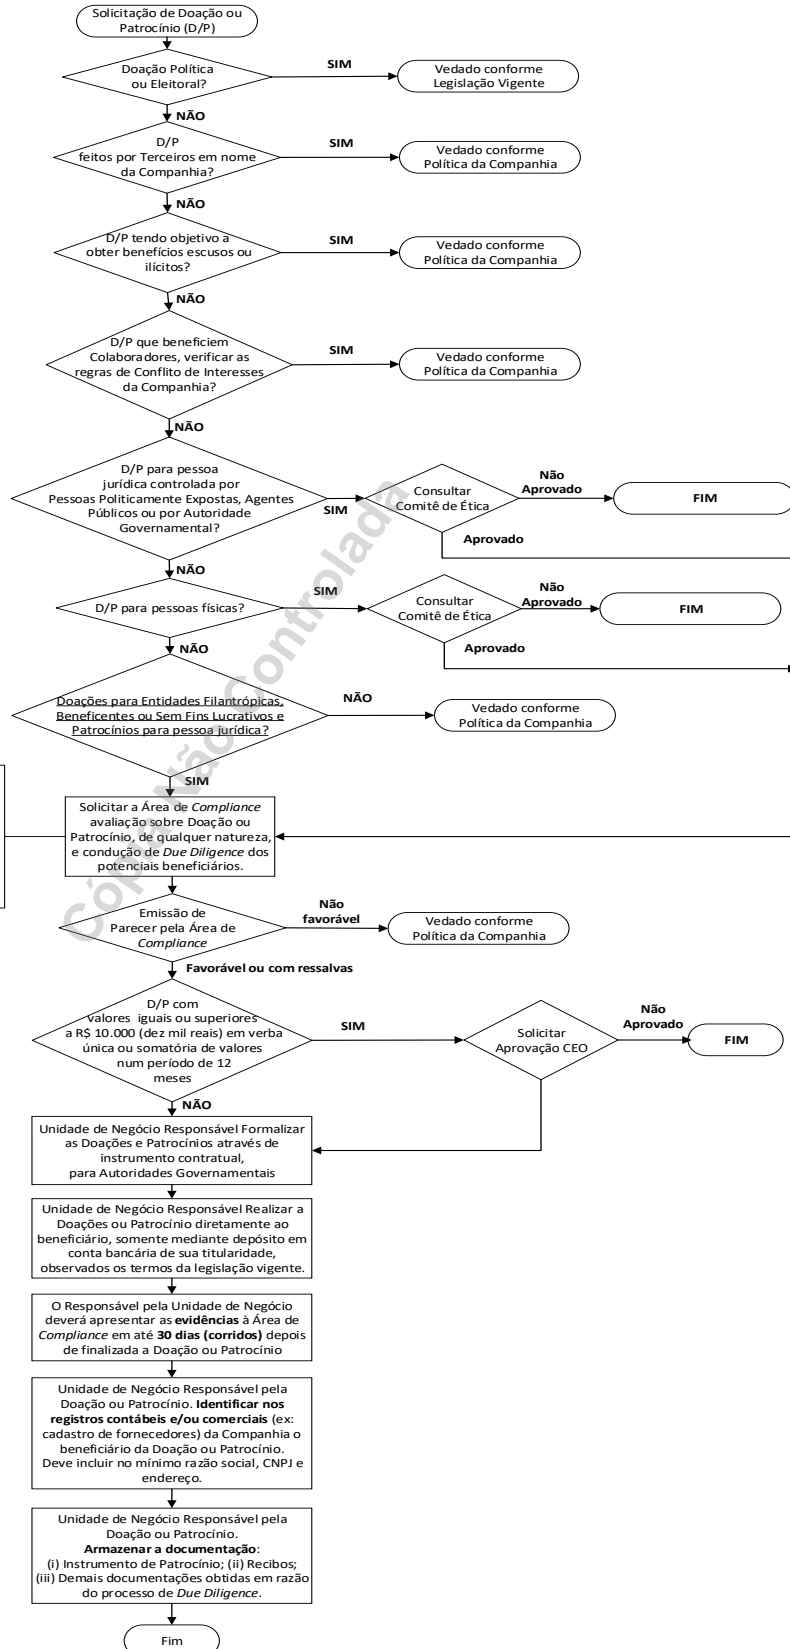 Solicitação de Doação ou
Patrocínio (D/P)
Doação Política
ou Eleitoral?
SIM
Vedado conforme
Legislação Vigente
NÃO
D/P
feitos por Terceiros em nome
da Companhia?
SIM
Vedado conforme
Política da Companhia
NÃO
D/P tendo objetivo a
obter benefícios escusos ou
ilícitos?
SIM
Vedado conforme
Política da Companhia
NÃO
D/P que beneficiem
Colaboradores, verificar as
regras de Conflito de Interesses
da Companhia?
SIM
Vedado conforme
Política da Companhia
NÃO
D/P para pessoa
jurídica controlada por
Pessoas Politicamente Expostas, Agentes
Públicos ou por Autoridade
Governamental?
SIM
Consultar
Comitê de Ética
Não
Aprovado
FIM
Aprovado
NÃO
D/P para pessoas físicas?
SIM
Consultar
Comitê de Ética
Não
Aprovado
FIM
Aprovado
NÃO
Doações para Entidades Filantrópicas,
Beneficentes ou Sem Fins Lucrativos e
Patrocínios para pessoa jurídica?
NÃO
Vedado conforme
Política da Companhia
SIM
Solicitar a Área de Compliance
avaliação sobre Doação ou
Patrocínio, de qualquer natureza,
e condução de Due Diligence dos
potenciais beneficiários.
Emissão de
Parecer pela Área de
Compliance
Não
favorável
Vedado conforme
Política da Companhia
Favorável ou com ressalvas
D/P com
valores iguais ou superiores
a R$ 10.000 (dez mil reais) em verba
única ou somatória de valores
num período de 12
meses
SIM
Solicitar
Aprovação CEO
Não
Aprovado
FIM
NÃO
Unidade de Negócio Responsável Formalizar
as Doações e Patrocínios através de
instrumento contratual,
para Autoridades Governamentais
Unidade de Negócio Responsável Realizar a
Doações ou Patrocínio diretamente ao
beneficiário, somente mediante depósito em
conta bancária de sua titularidade,
observados os termos da legislação vigente.
O Responsável pela Unidade de Negócio
deverá apresentar as evidências à Área de
Compliance em até 30 dias (corridos) depois
de finalizada a Doação ou Patrocínio
Unidade de Negócio Responsável pela
Doação ou Patrocínio. Identificar nos
registros contábeis e/ou comerciais (ex:
cadastro de fornecedores) da Companhia o
beneficiário da Doação ou Patrocínio.
Deve incluir no mínimo razão social, CNPJ e
endereço.
Unidade de Negócio Responsável pela
Doação ou Patrocínio.
Armazenar a documentação:
(i) Instrumento de Patrocínio; (ii) Recibos;
(iii) Demais documentações obtidas em razão
do processo de Due Diligence.
Fim
Cópia Não Controlada